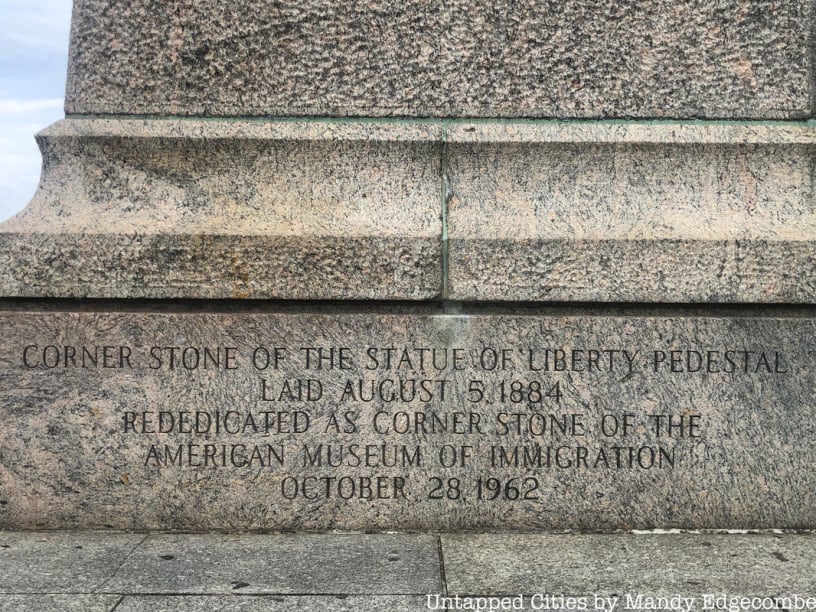 CORNER STONE OF THE STATUE OF LIBERTY PEDESTAL
LAID AUGUST 5, 1884
REDEDICATED AS CORNER STONE OF THE
AMERICAN MUSEUM OF IMMIGRATION
OCTOBER 28, 1962
Untapped Cities by Mandy Edgecombe